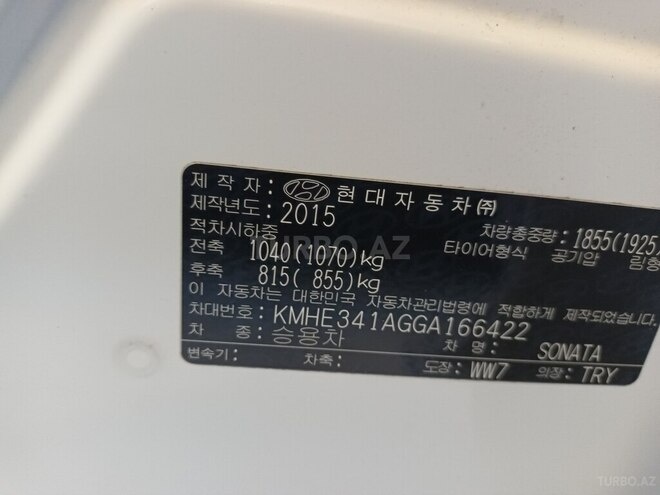 제 작 자 : 현대자동차㈜
제작년도 : 2015 차량총중량 : 1855(1925
적차시하중 타이어형식 공기압 림형
전축 1040(1070)kg
후축 815( 855)kg
이 자동차는 대한민국 자동차관리법령에 적합하게 제작되었
차대번호 : KMHE341AGGA166422
차 종 : 승용차 차 명 : SONATA
변속기 : 차축 : 도장 : WW7 의장 : TRY
TURBO.AZ
TURBO.AZ